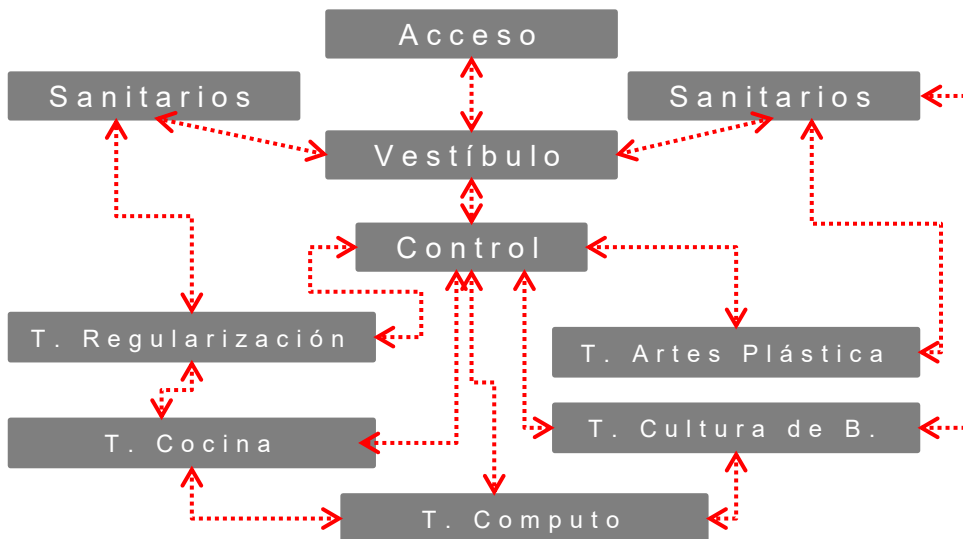 Acceso
Sanitarios
Sanitarios
Vestíbulo
Control
T. Regularización
T. Artes Plástica
T. Cocina
T. Cultura de B.
T. Computo